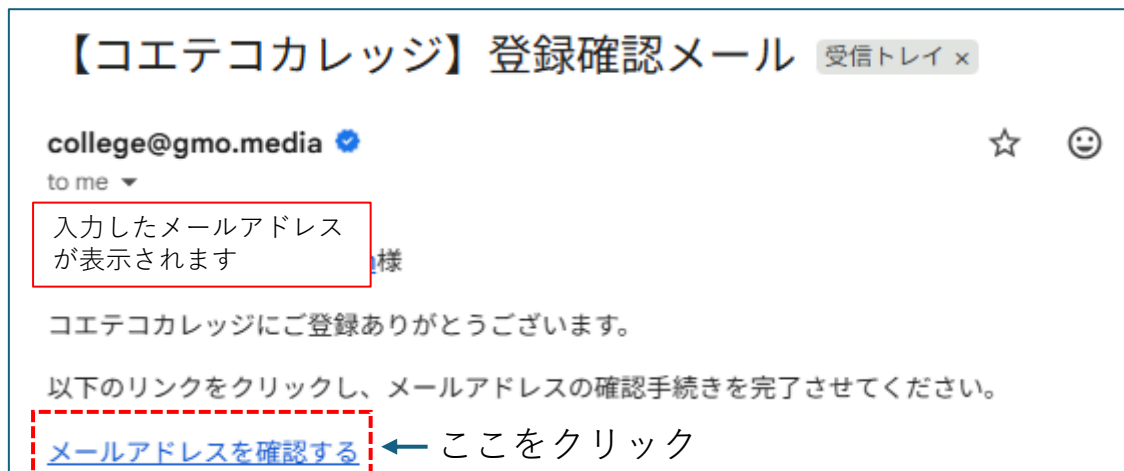 【コエテコカレッジ】登録確認メール 受信トレイ ×
college@gmo.media
to me
入力したメールアドレス
が表示されます
様
コエテコカレッジにご登録ありがとうございます。
以下のリンクをクリックし、メールアドレスの確認手続きを完了させてください。
メールアドレスを確認する ← ここをクリック